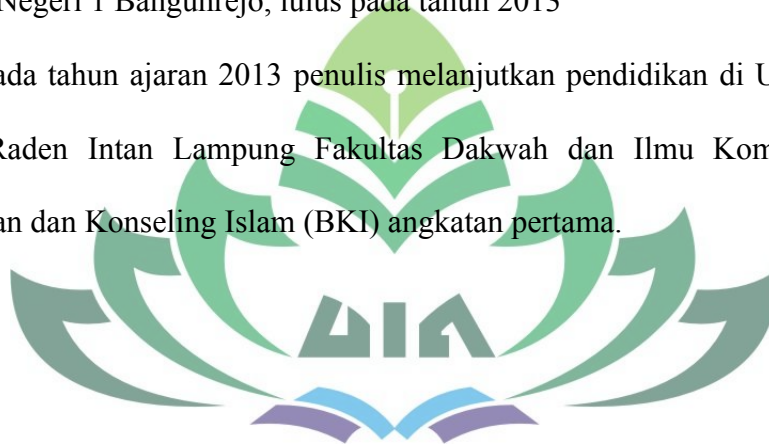 Negeri 1 Bangunrejo, lulus pada tahun 2013
ada tahun ajaran 2013 penulis melanjutkan pendidikan di U
Raden Intan Lampung Fakultas Dakwah dan Ilmu Kom
an dan Konseling Islam (BKI) angkatan pertama.
UIN